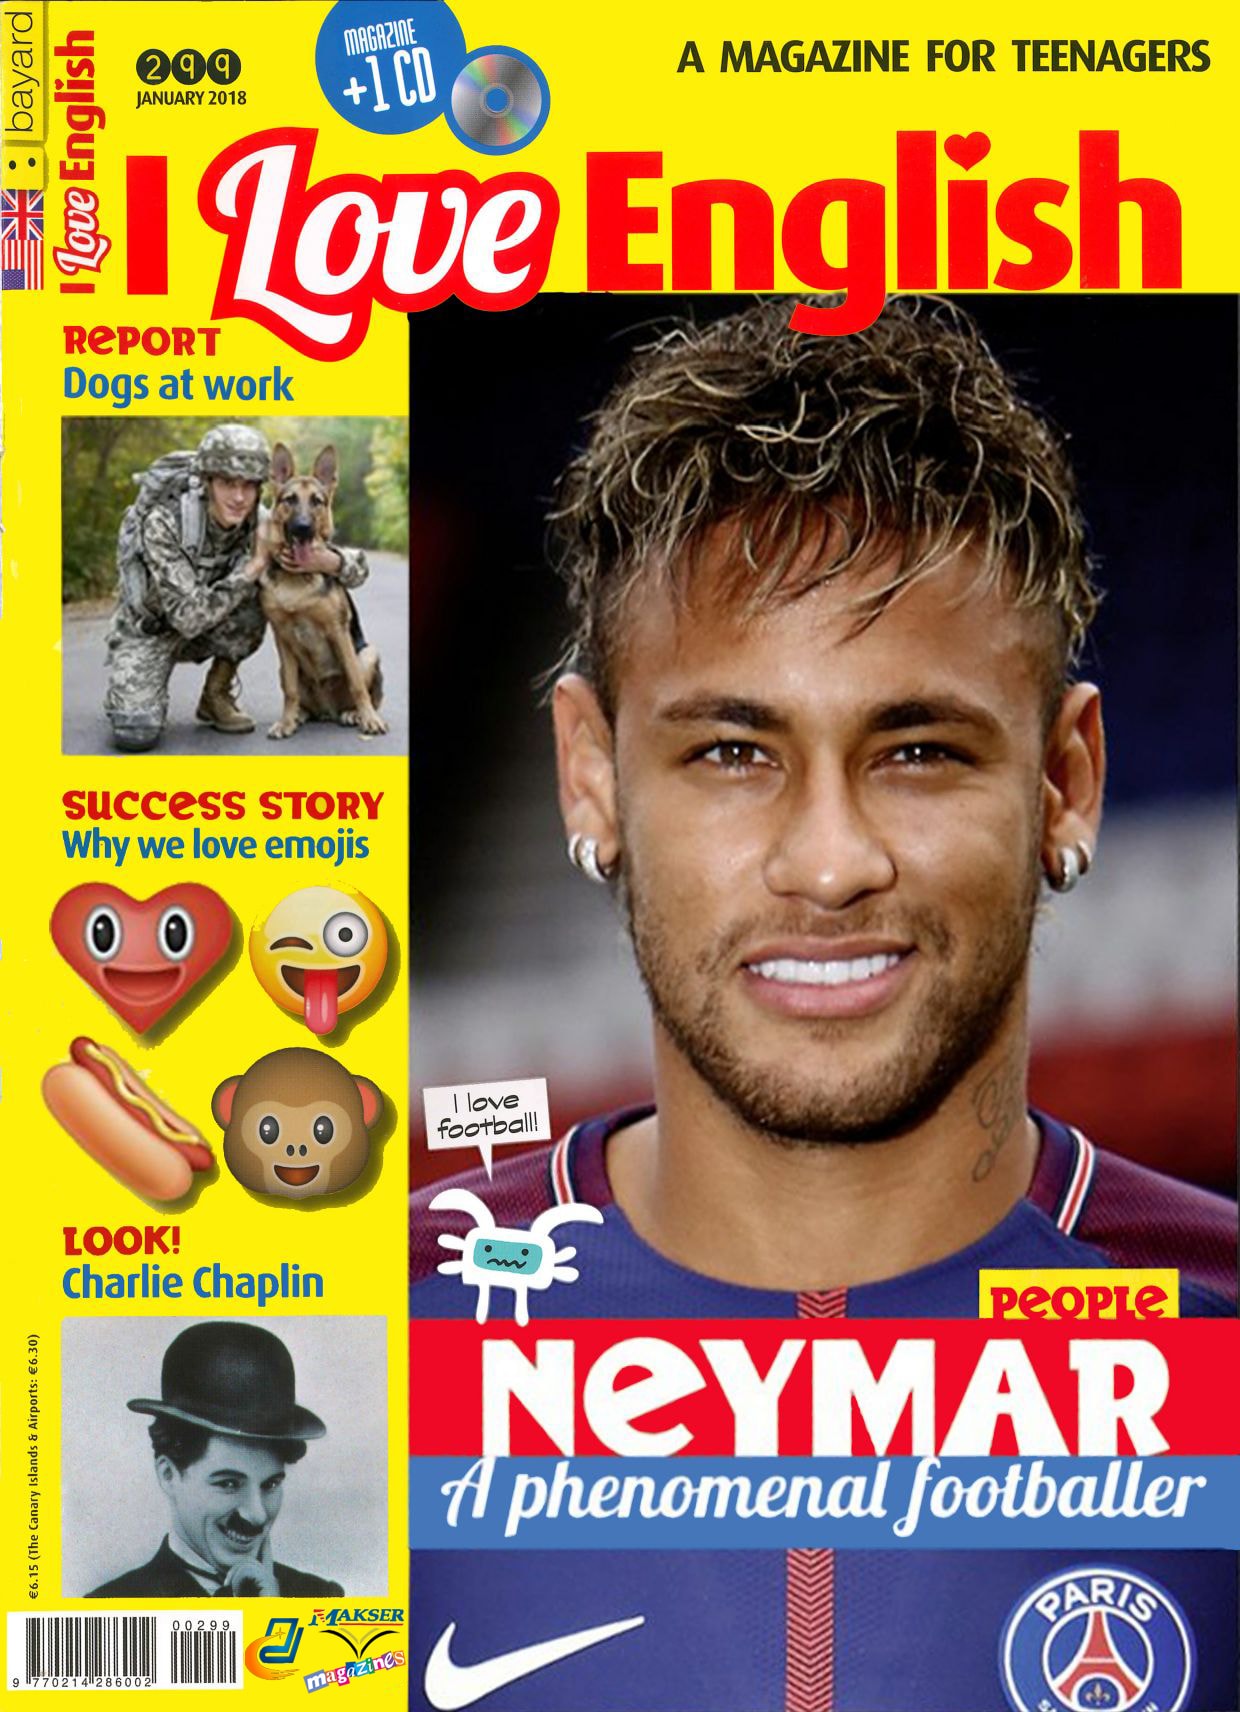 bayard
I Love English
299
JANUARY 2018
MAGAZINE
+1 CD
A MAGAZINE FOR TEENAGERS
I Love English
REPORT
Dogs at work
SUCCESS STORY
Why we love emojis
LOOK!
Charlie Chaplin
I love
football!
PEOPLE
NEYMAR
A phenomenal footballer
PARIS
€6.15 (The Canary Islands & Airports: €6.30)
00299
9 770214 286002
MAKSER
magazines